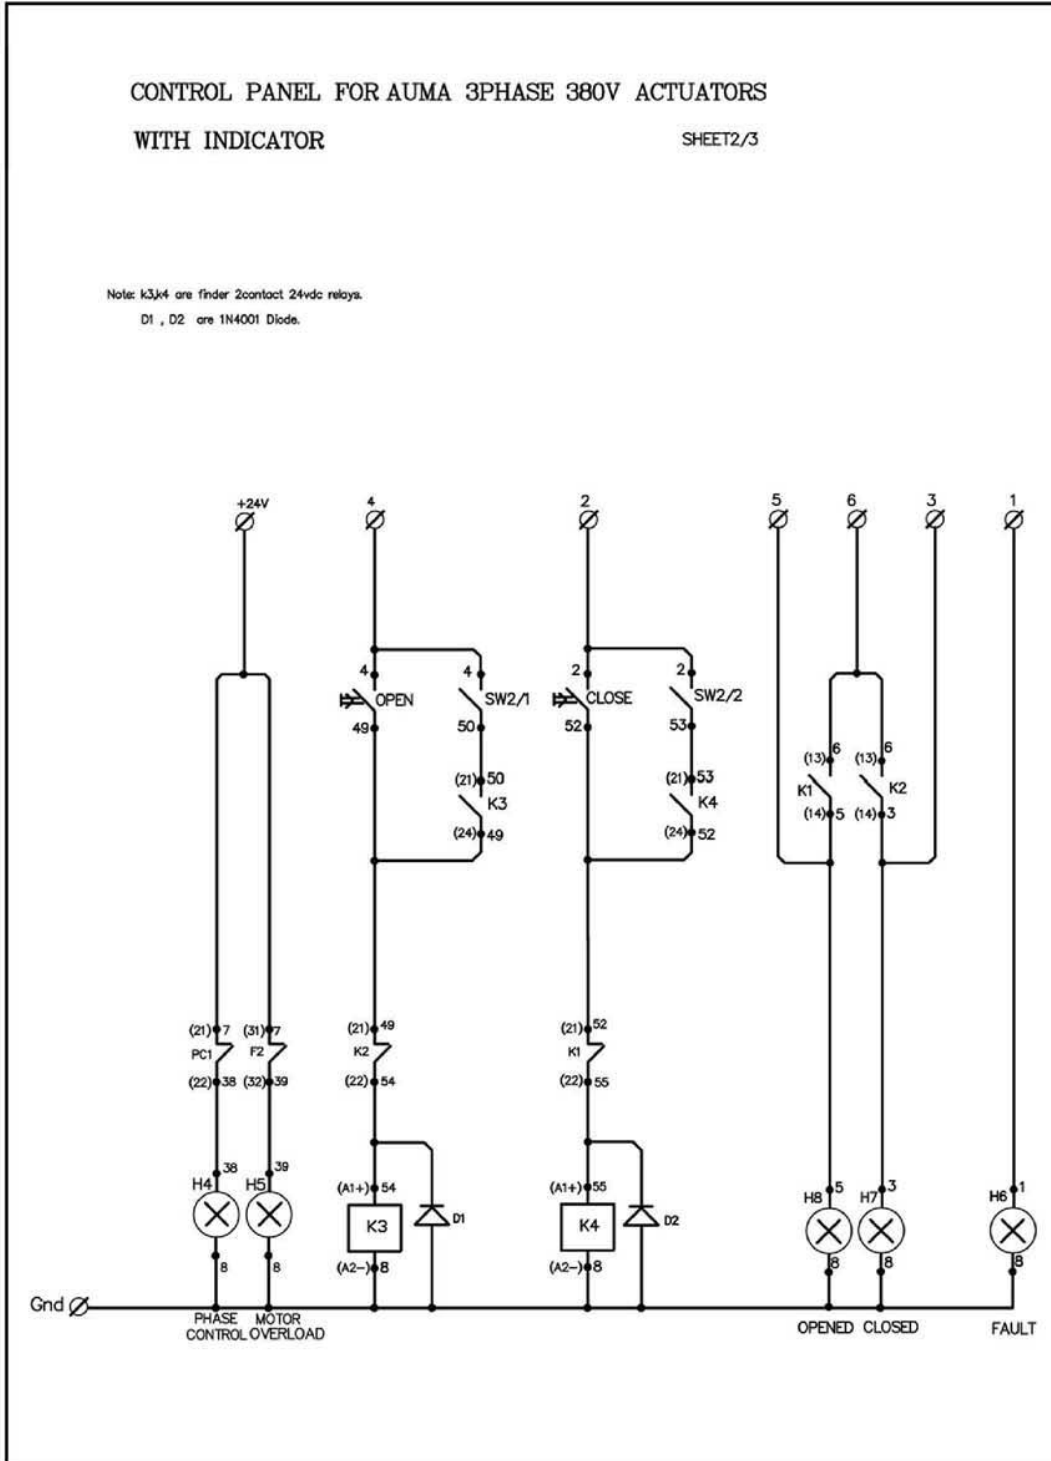 CONTROL PANEL FOR AUMA 3PHASE 380V ACTUATORS
WITH INDICATOR
SHEET2/3
Note: k3,k4 are finder 2contact 24vdc relays.
D1 , D2 are 1N4001 Diode.
+24V
4
2
5
6
3
1
4
4
2
2
OPEN
SW2/1
CLOSE
SW2/2
49
50
52
53
(21) 50
(21) 53
K3
K4
(24) 49
(24) 52
(13) 6
(13) 6
K1
K2
(14) 5
(14) 3
(21) 7
(31) 7
(21) 49
(21) 52
PC1
F2
K2
K1
(22) 38
(32) 39
(22) 54
(22) 55
38
39
H4
H5
(A1+) 54
(A1+) 55
5
3
1
H8
H7
H6
K3
D1
K4
D2
8
8
(A2-) 8
(A2-) 8
8
8
8
Gnd
PHASE
CONTROL
MOTOR
OVERLOAD
OPENED
CLOSED
FAULT